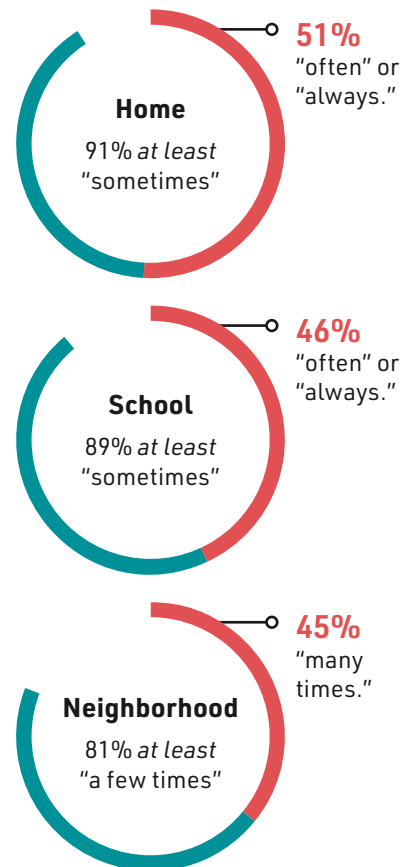 51%
"often" or
"always."
Home
91% at least
"sometimes"
46%
"often" or
"always."
School
89% at least
"sometimes"
45%
"many
times."
Neighborhood
81% at least
"a few times"